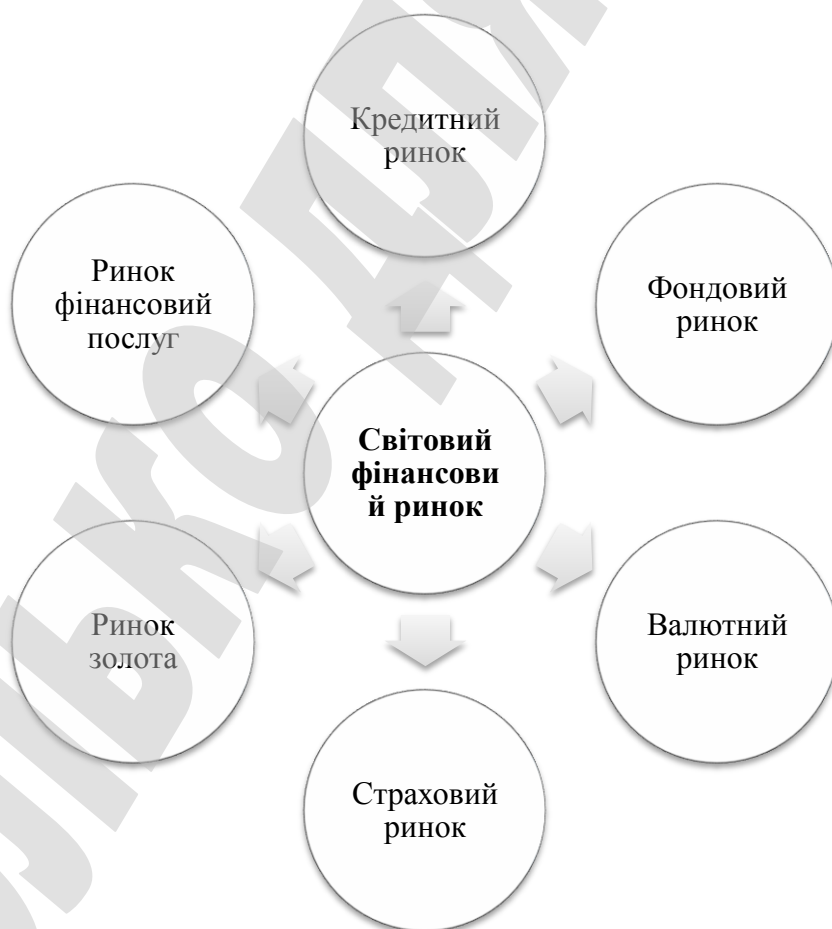 Кредитний
ринок
Фондовий
ринок
Валютний
ринок
Страховий
ринок
Ринок
золота
Ринок
фінансовий
послуг
Світовий
фінансови
й ринок